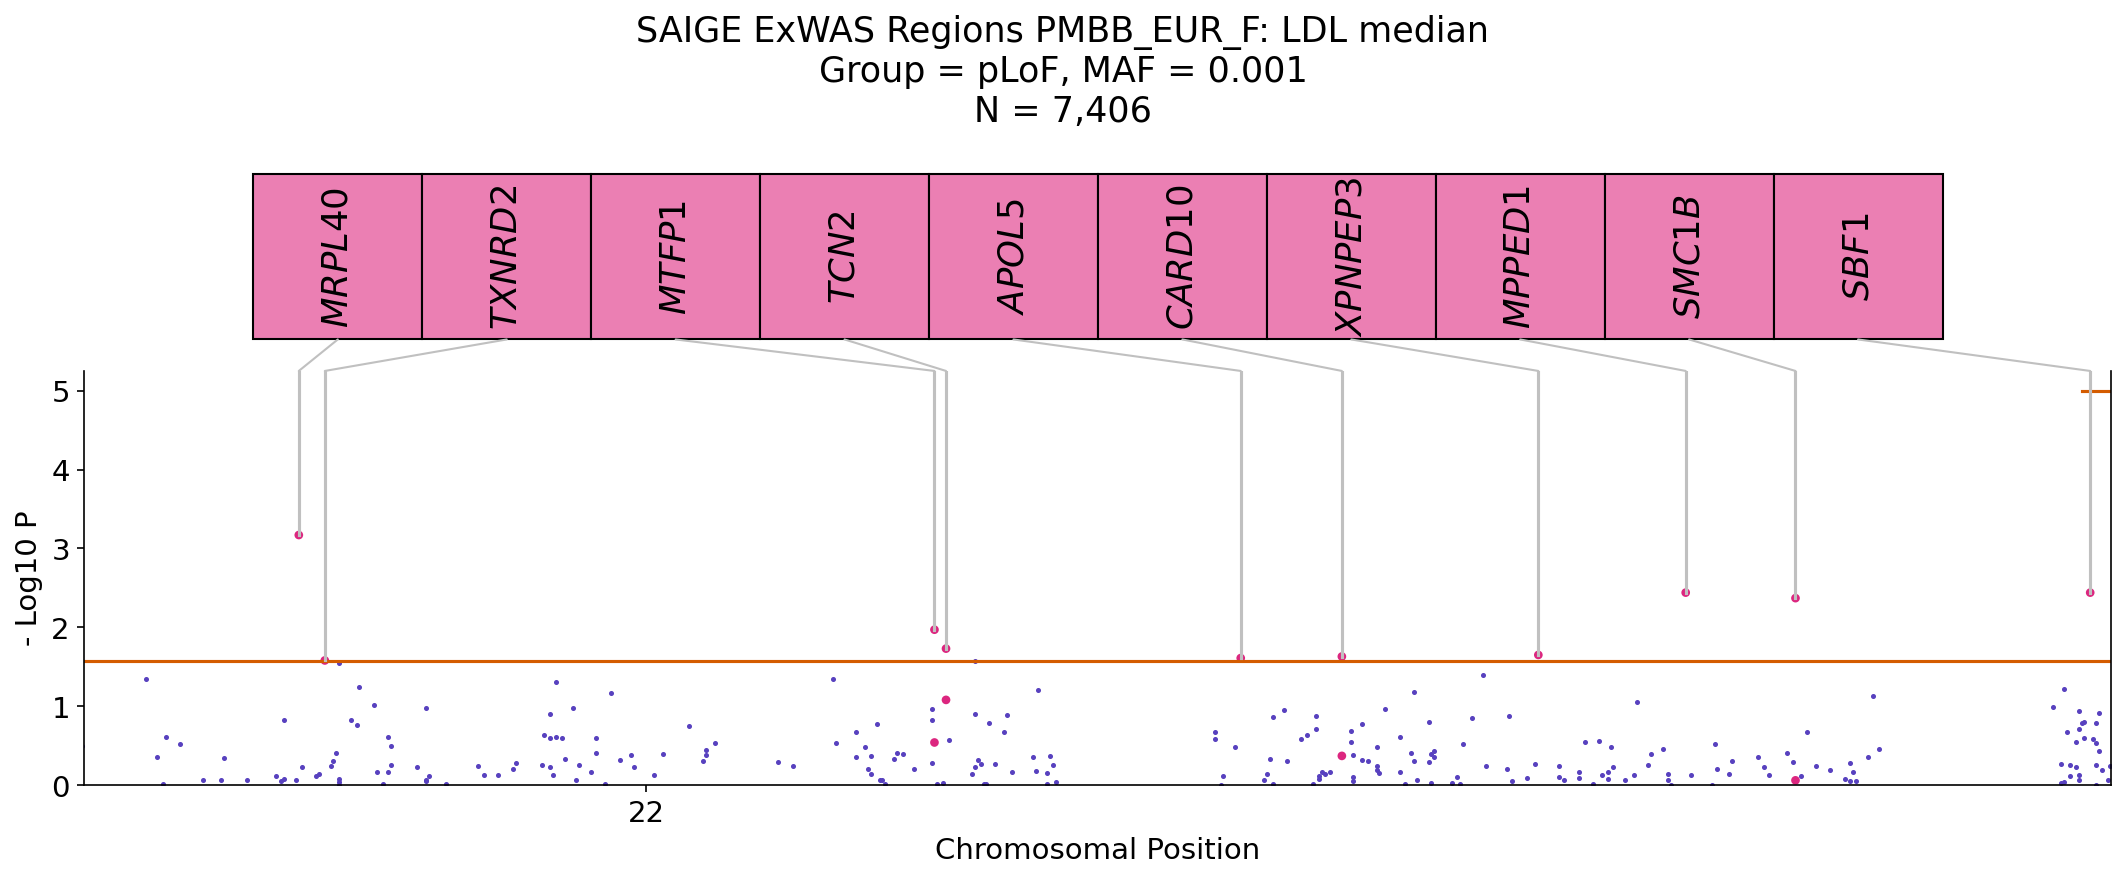 SAIGE ExWAS Regions PMBB_EUR_F: LDL median
Group = pLoF, MAF = 0.001
N = 7,406
MRPL40
TXNRD2
MTFP1
TCN2
APOL5
CARD10
XPNPEP3
MPPED1
SMC1B
SBF1
5
4
3
2
1
0
- Log10 P
22
Chromosomal Position